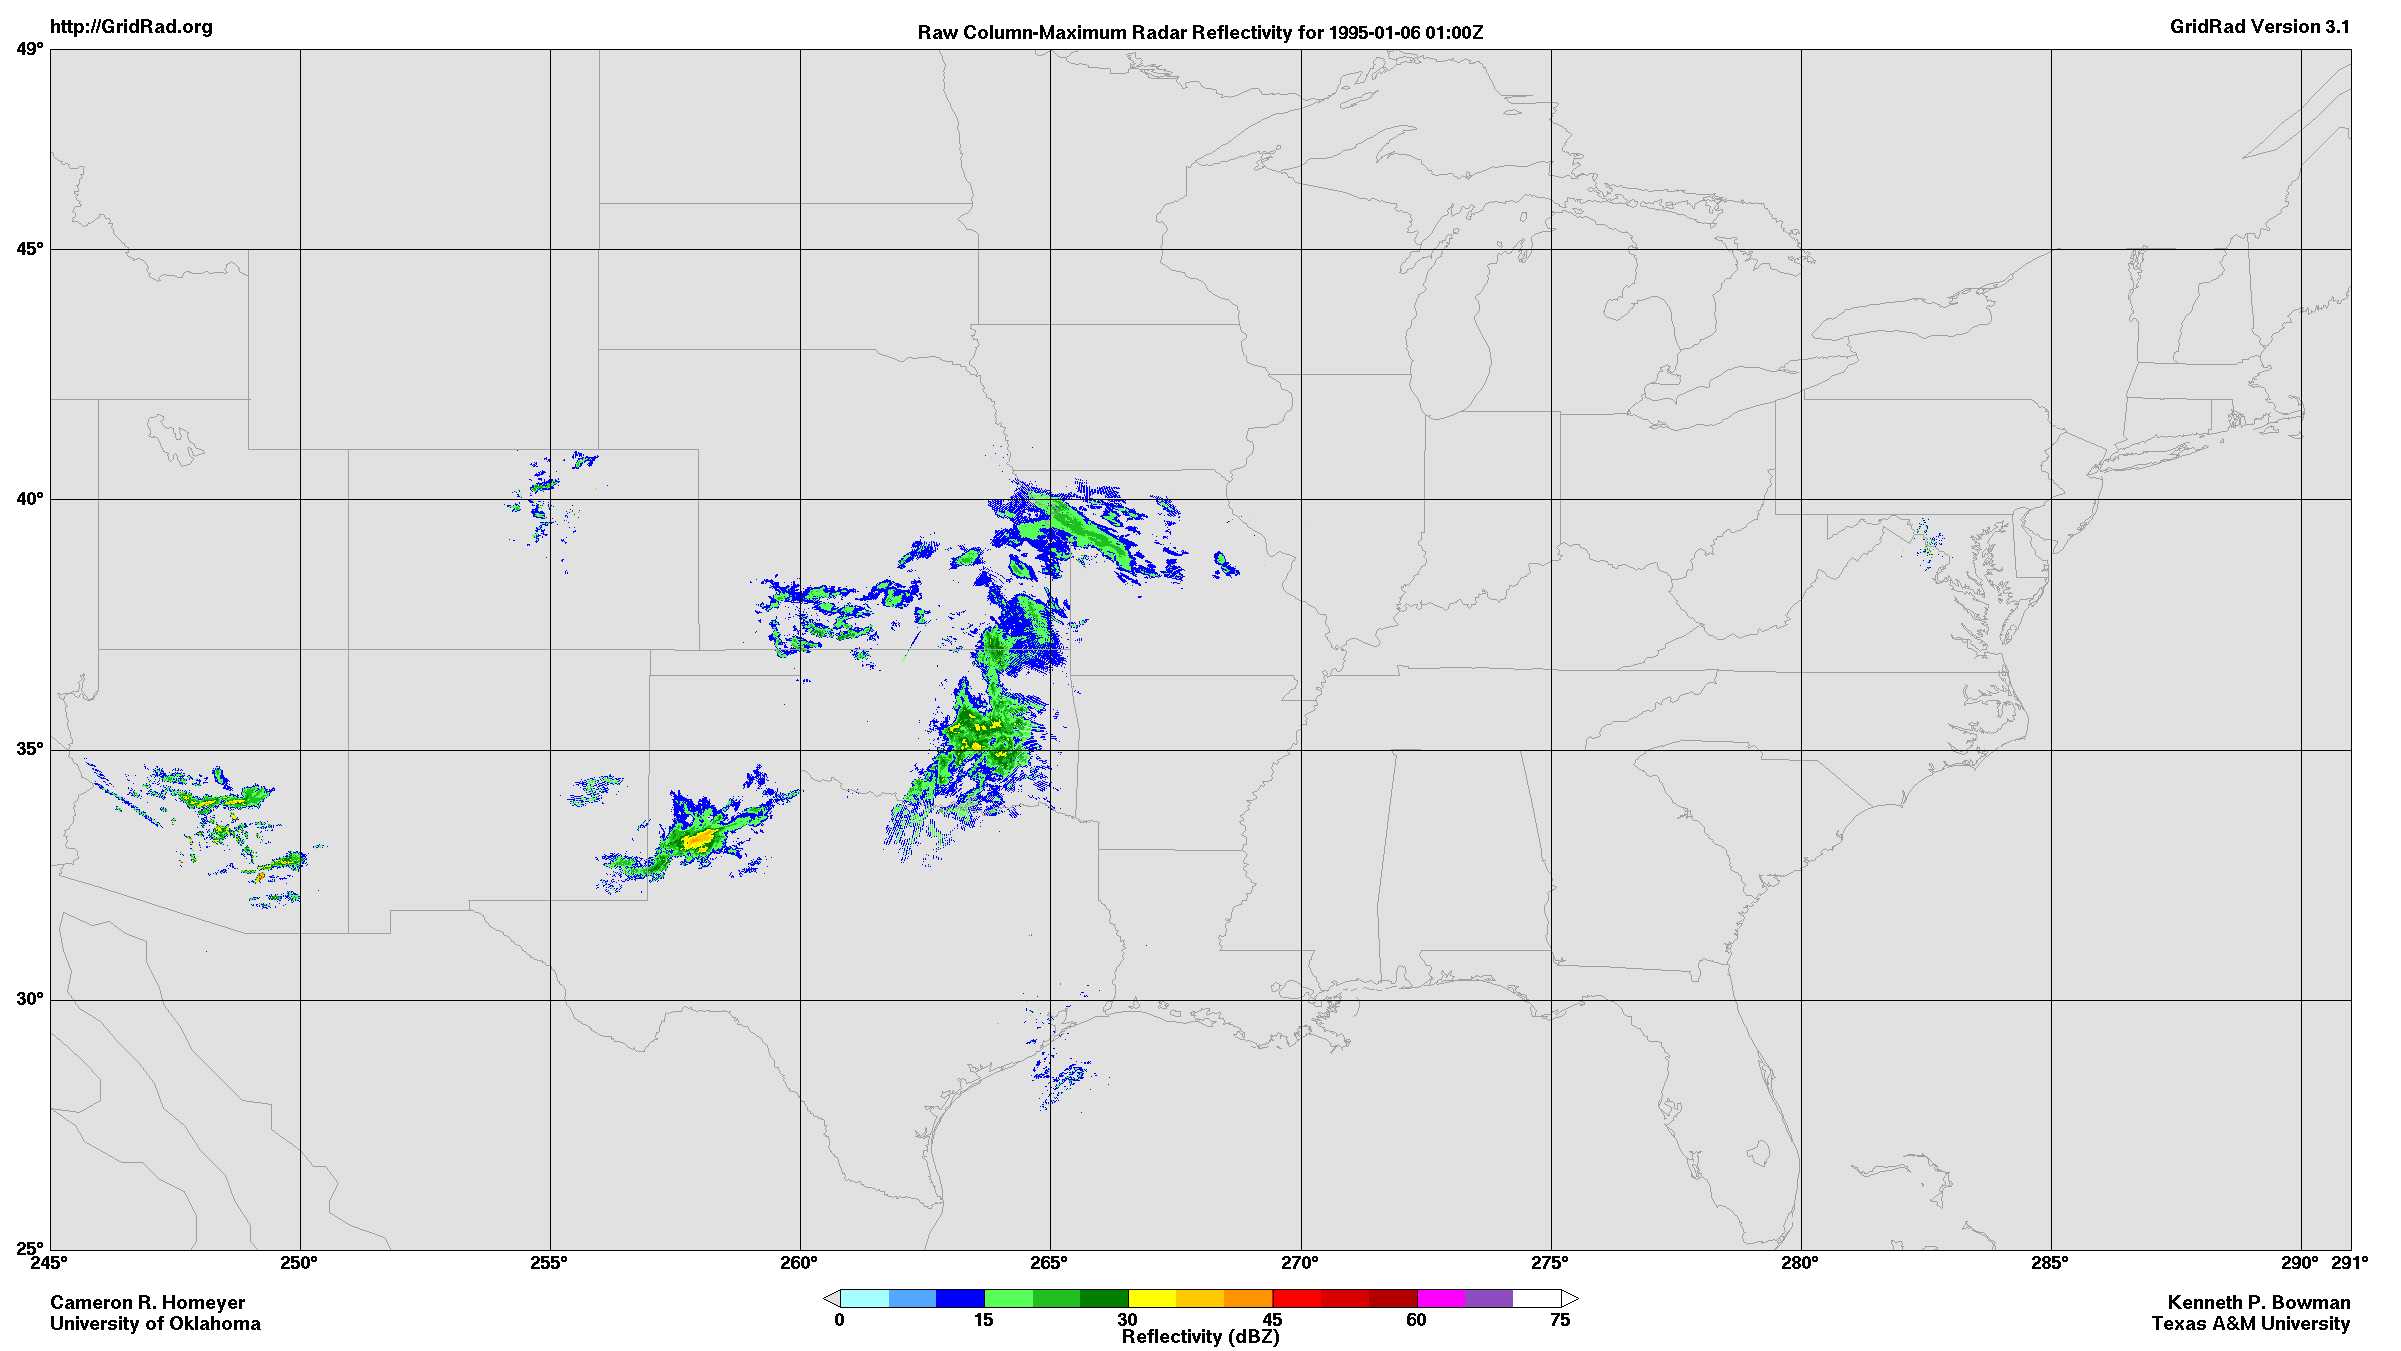 http://GridRad.org
Raw Column-Maximum Radar Reflectivity for 1995-01-06 01:00Z
GridRad Version 3.1
49°
45°
40°
35°
30°
25°
245° 250° 255° 260° 265° 270° 275° 280° 285° 290° 291°
0 15 30 45 60 75
Reflectivity (dBZ)
Cameron R. Homeyer
University of Oklahoma
Kenneth P. Bowman
Texas A&M University